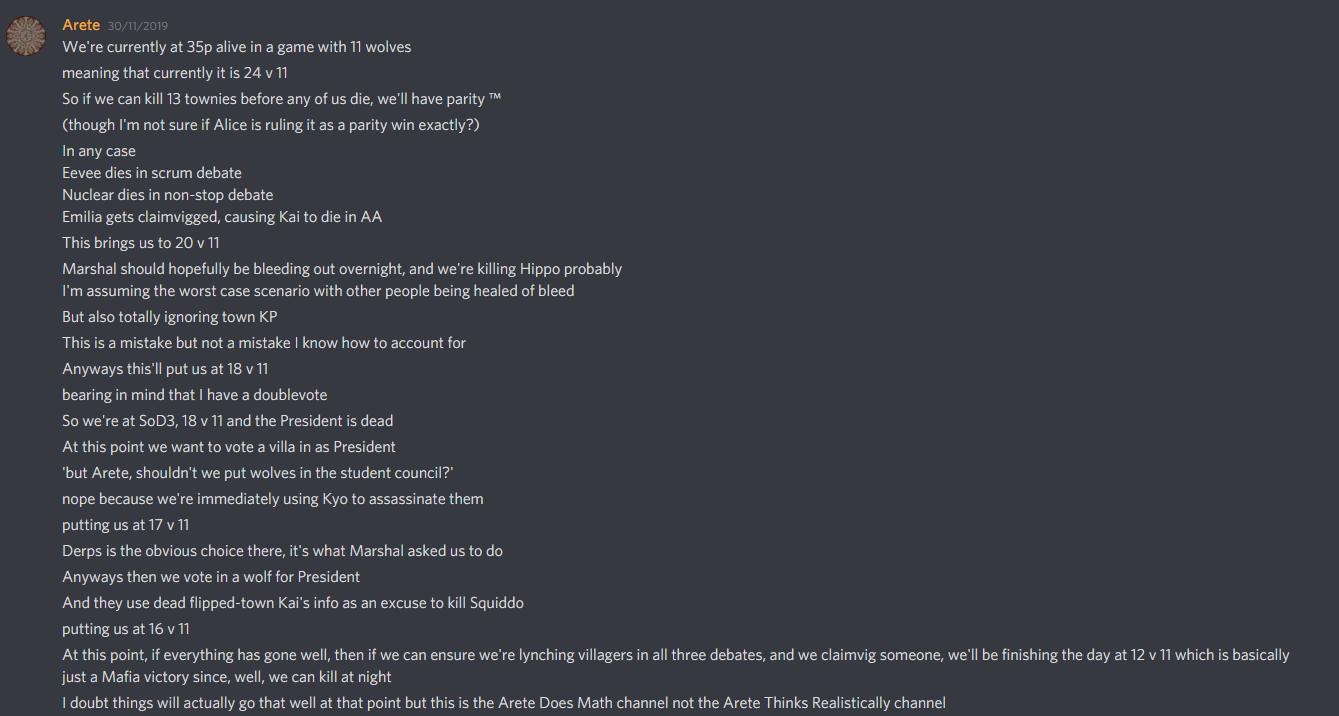 Arete 30/11/2019
We're currently at 35p alive in a game with 11 wolves
meaning that currently it is 24 v 11
So if we can kill 13 townies before any of us die, we'll have parity ™
(though I'm not sure if Alice is ruling it as a parity win exactly?)
In any case
Eevee dies in scrum debate
Nuclear dies in non-stop debate
Emilia gets claimvigged, causing Kai to die in AA
This brings us to 20 v 11
Marshal should hopefully be bleeding out overnight, and we're killing Hippo probably
I'm assuming the worst case scenario with other people being healed of bleed
But also totally ignoring town KP
This is a mistake but not a mistake I know how to account for
Anyways this'll put us at 18 v 11
bearing in mind that I have a doublevote
So we're at SoD3, 18 v 11 and the President is dead
At this point we want to vote a villa in as President
'but Arete, shouldn't we put wolves in the student council?'
nope because we're immediately using Kyo to assassinate them
putting us at 17 v 11
Derps is the obvious choice there, it's what Marshal asked us to do
Anyways then we vote in a wolf for President
And they use dead flipped-town Kai's info as an excuse to kill Squiddo
putting us at 16 v 11
At this point, if everything has gone well, then if we can ensure we're lynching villagers in all three debates, and we claimvig someone, we'll be finishing the day at 12 v 11 which is basically
just a Mafia victory since, well, we can kill at night
I doubt things will actually go that well at that point but this is the Arete Does Math channel not the Arete Thinks Realistically channel